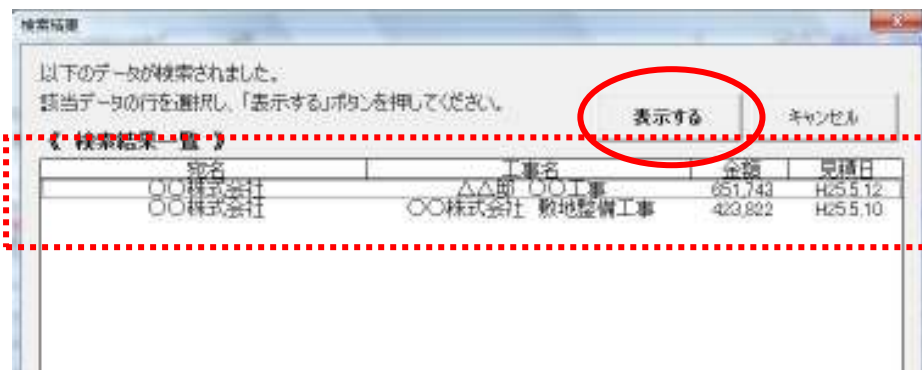 検索結果
以下のデータが検索されました。
該当データの行を選択し、「表示する」ボタンを押してください。
表示する
キャンセル
《 検索結果一覧 》
宛名 工事名 金額 見積日
〇〇株式会社 △△邸 〇〇工事 651,743 H25.5.12
〇〇株式会社 〇〇株式会社 敷地整備工事 423,822 H25.5.10